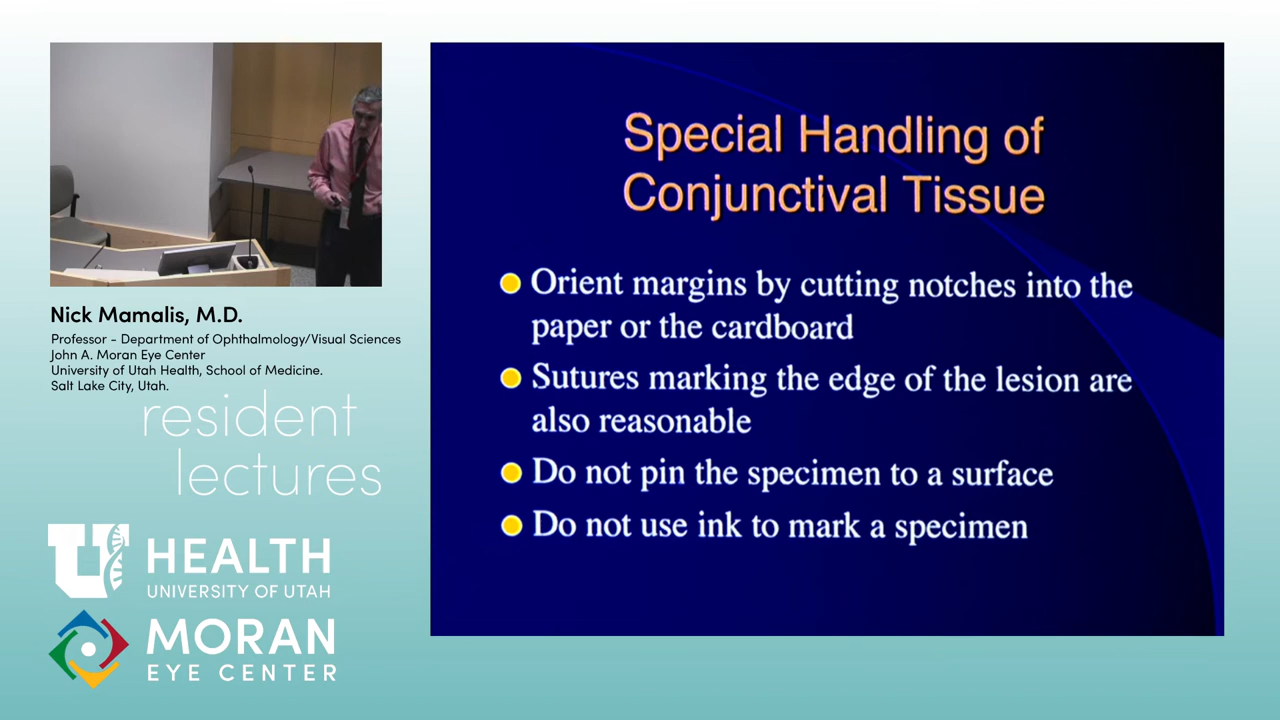 Nick Mamalis, M.D.
Professor - Department of Ophthalmology/Visual Sciences
John A. Moran Eye Center
University of Utah Health, School of Medicine.
Salt Lake City, Utah.
resident
lectures
U HEALTH
UNIVERSITY OF UTAH
MORAN
EYE CENTER
Special Handling of
Conjunctival Tissue
Orient margins by cutting notches into the
paper or the cardboard
Sutures marking the edge of the lesion are
also reasonable
Do not pin the specimen to a surface
Do not use ink to mark a specimen